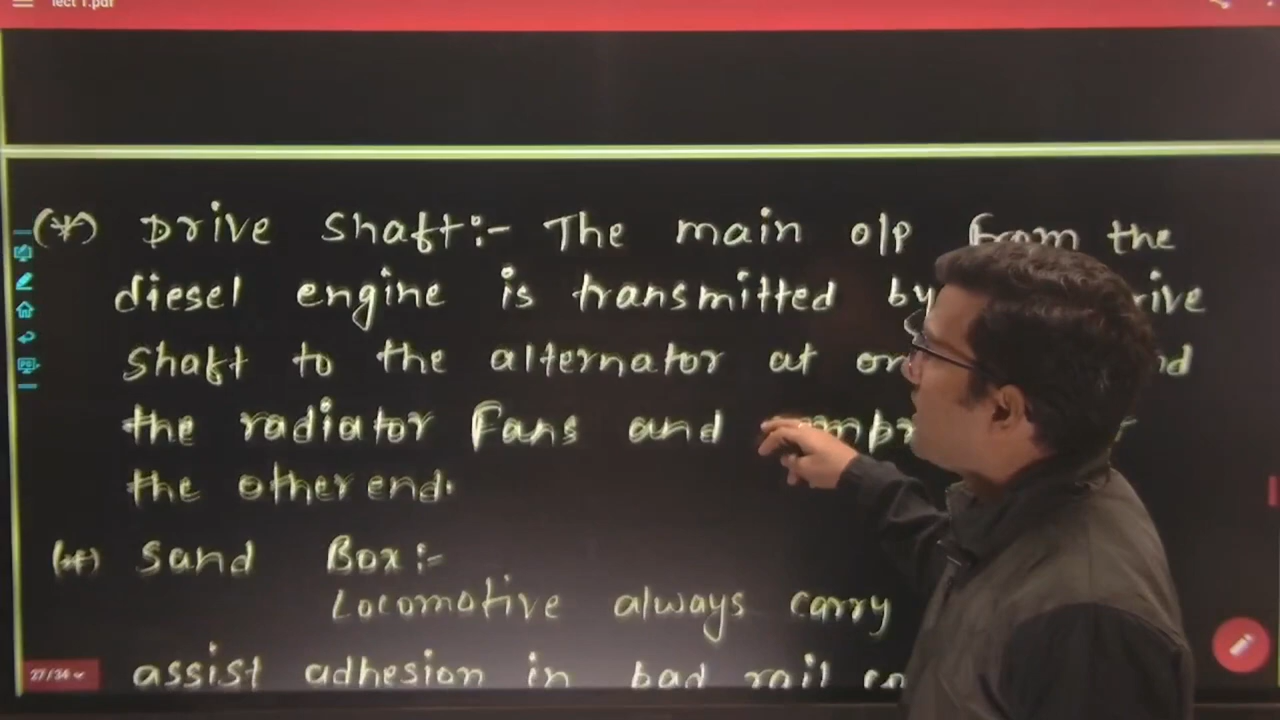 lect 1.pdf
(*) Drive shaft:- The main o/p from the
diesel engine is transmitted by
shaft to the alternator at
the radiator Fans and
the other end.
(*) Sand Box:-
Locomotive always carry
assist adhesion in bad rail
27/34